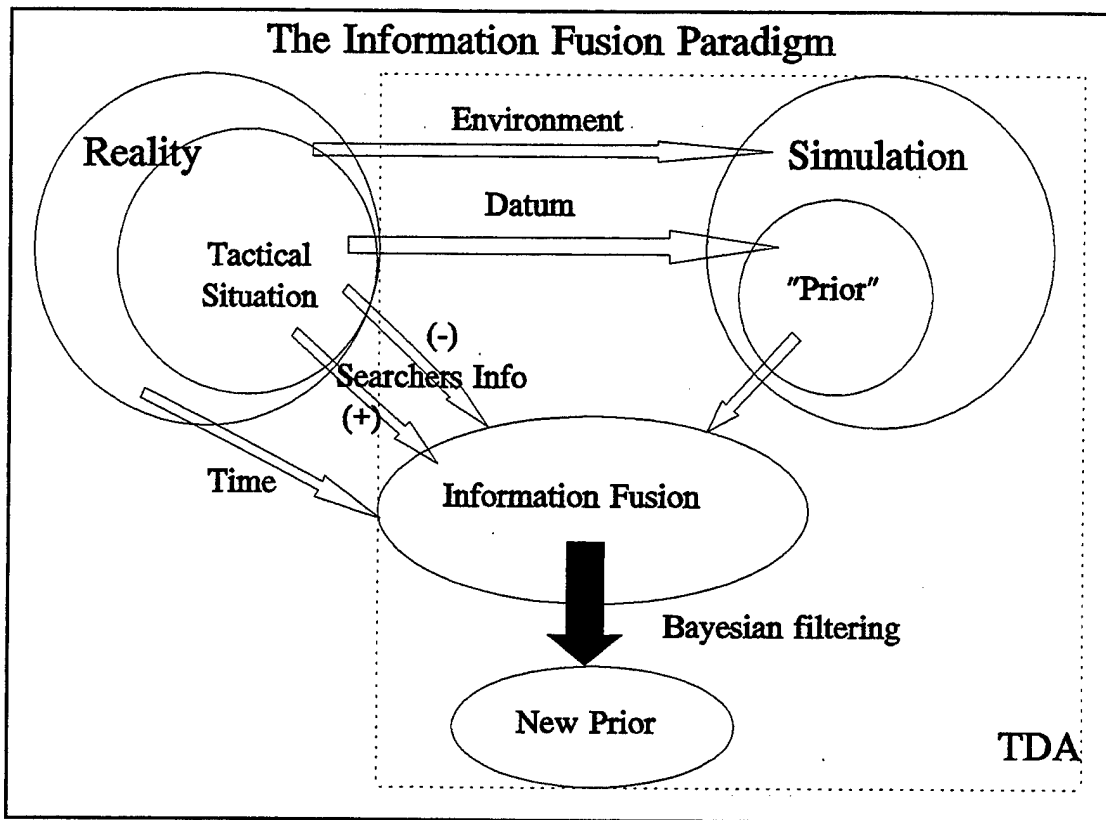 The Information Fusion Paradigm
Environment
Reality
Simulation
Datum
Tactical
Situation
"Prior"
(-)
Searchers Info
(+)
Time
Information Fusion
Bayesian filtering
New Prior
TDA